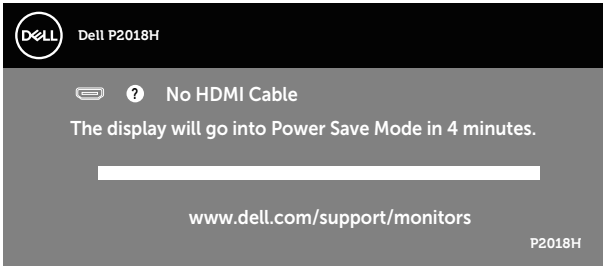 DELL Dell P2018H
? No HDMI Cable
The display will go into Power Save Mode in 4 minutes.
www.dell.com/support/monitors
P2018H